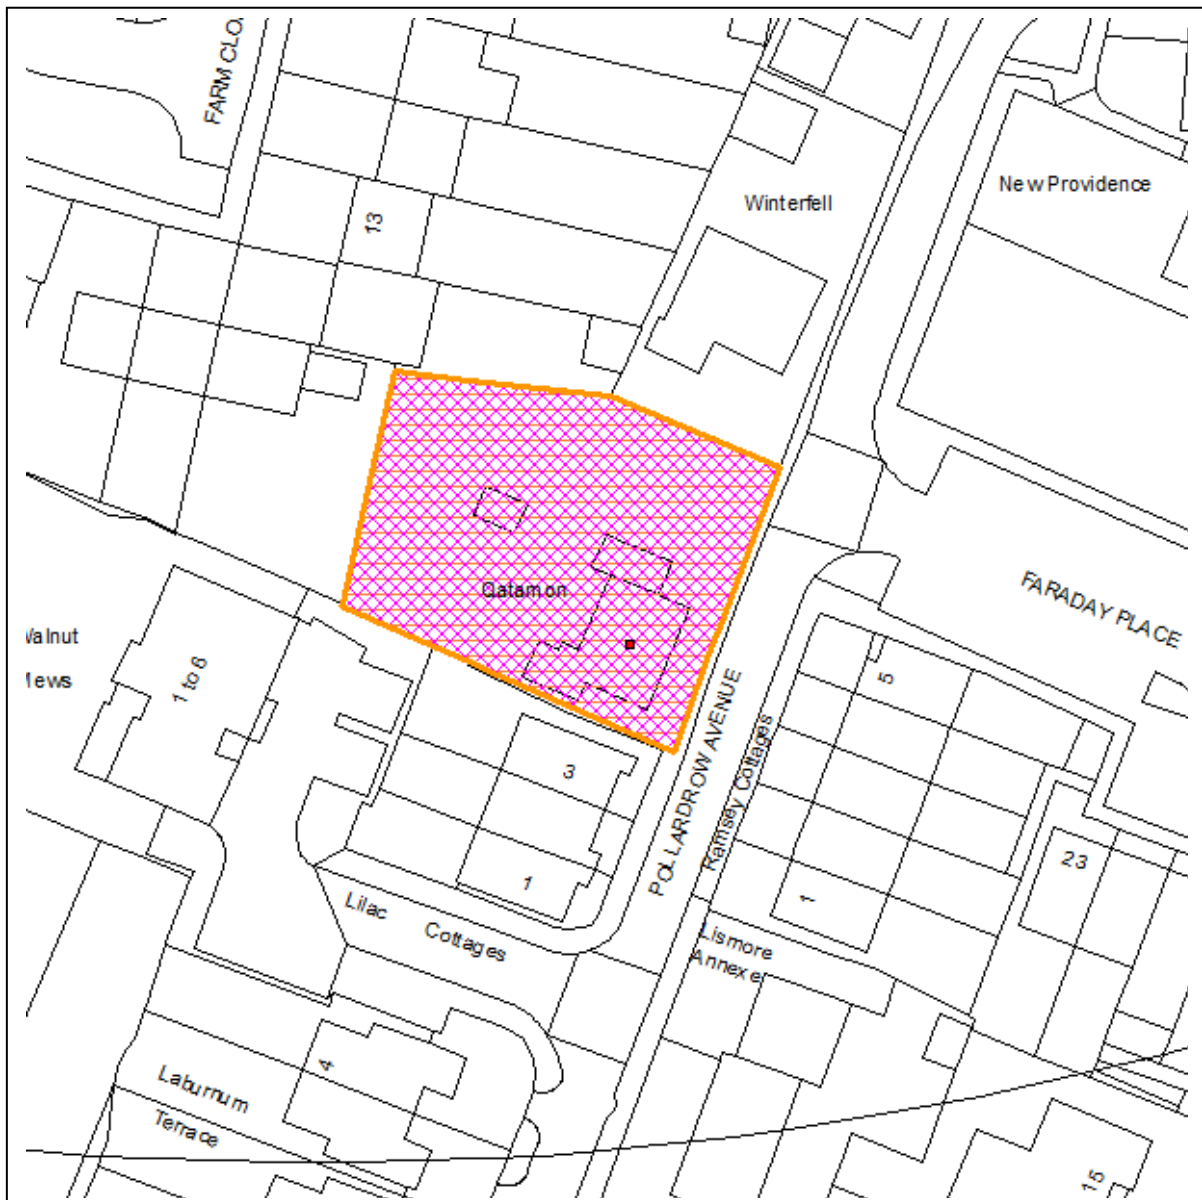 FARM CLO
New Providence
Winterfell
13
FARADAY PLACE
Qatamon
Walnut
Mews
1 to 6
5
POLLARDROW AVENUE
Ramsey Cottages
3
23
1
1
Lilac
Cottages
Lismore
Annexe
4
Laburnum
Terrace
15